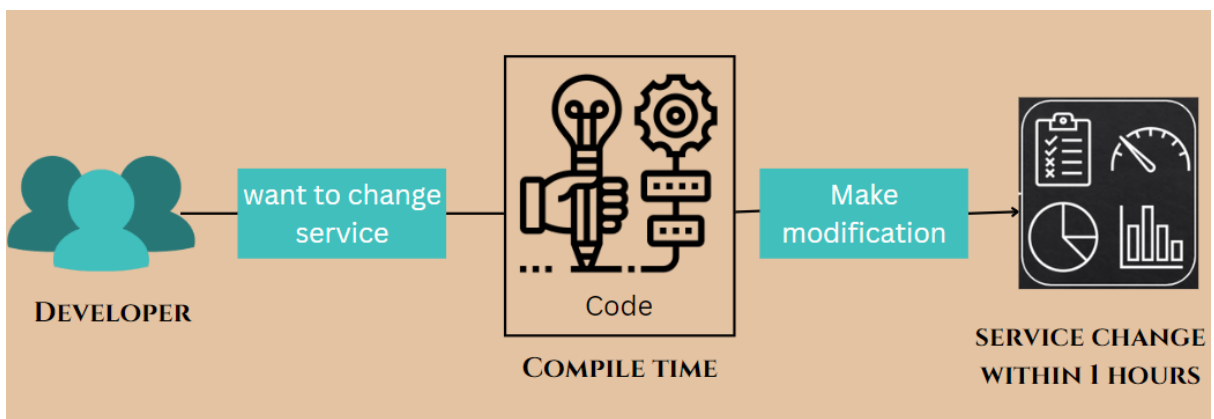 want to change
service
Make
modification
Code
DEVELOPER
COMPILE TIME
SERVICE CHANGE
WITHIN 1 HOURS